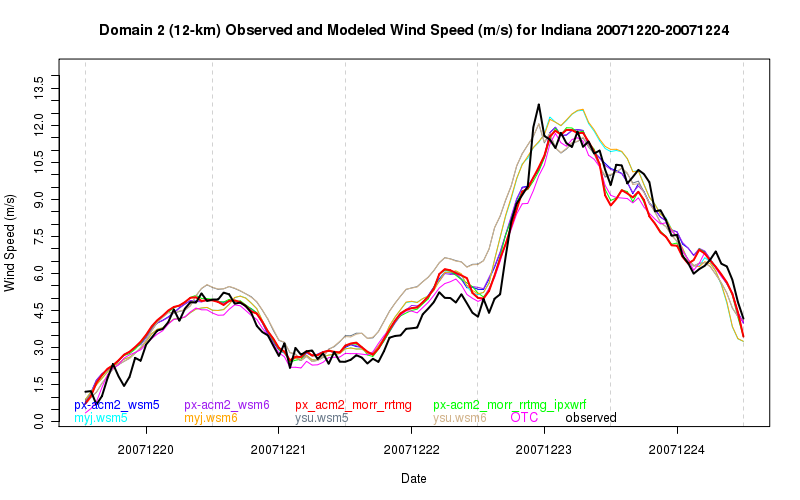 Domain 2 (12-km) Observed and Modeled Wind Speed (m/s) for Indiana 20071220-20071224
Wind Speed (m/s)
13.5
12.0
10.5
9.0
7.5
6.0
4.5
3.0
1.5
0.0
px-acm2_wsm5 px-acm2_wsm6 px_acm2_morr_rrtmg px-acm2_morr_rrtmg_ipxwrf
myj.wsm5 myj.wsm6 ysu.wsm5 ysu.wsm6 OTC observed
20071220 20071221 20071222 20071223 20071224
Date